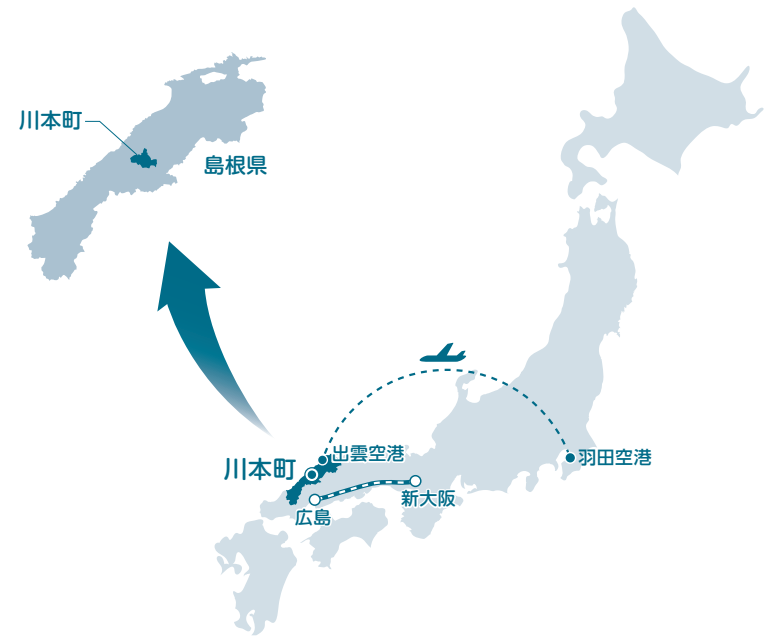 川本町
島根県
川本町
出雲空港
羽田空港
新大阪
広島